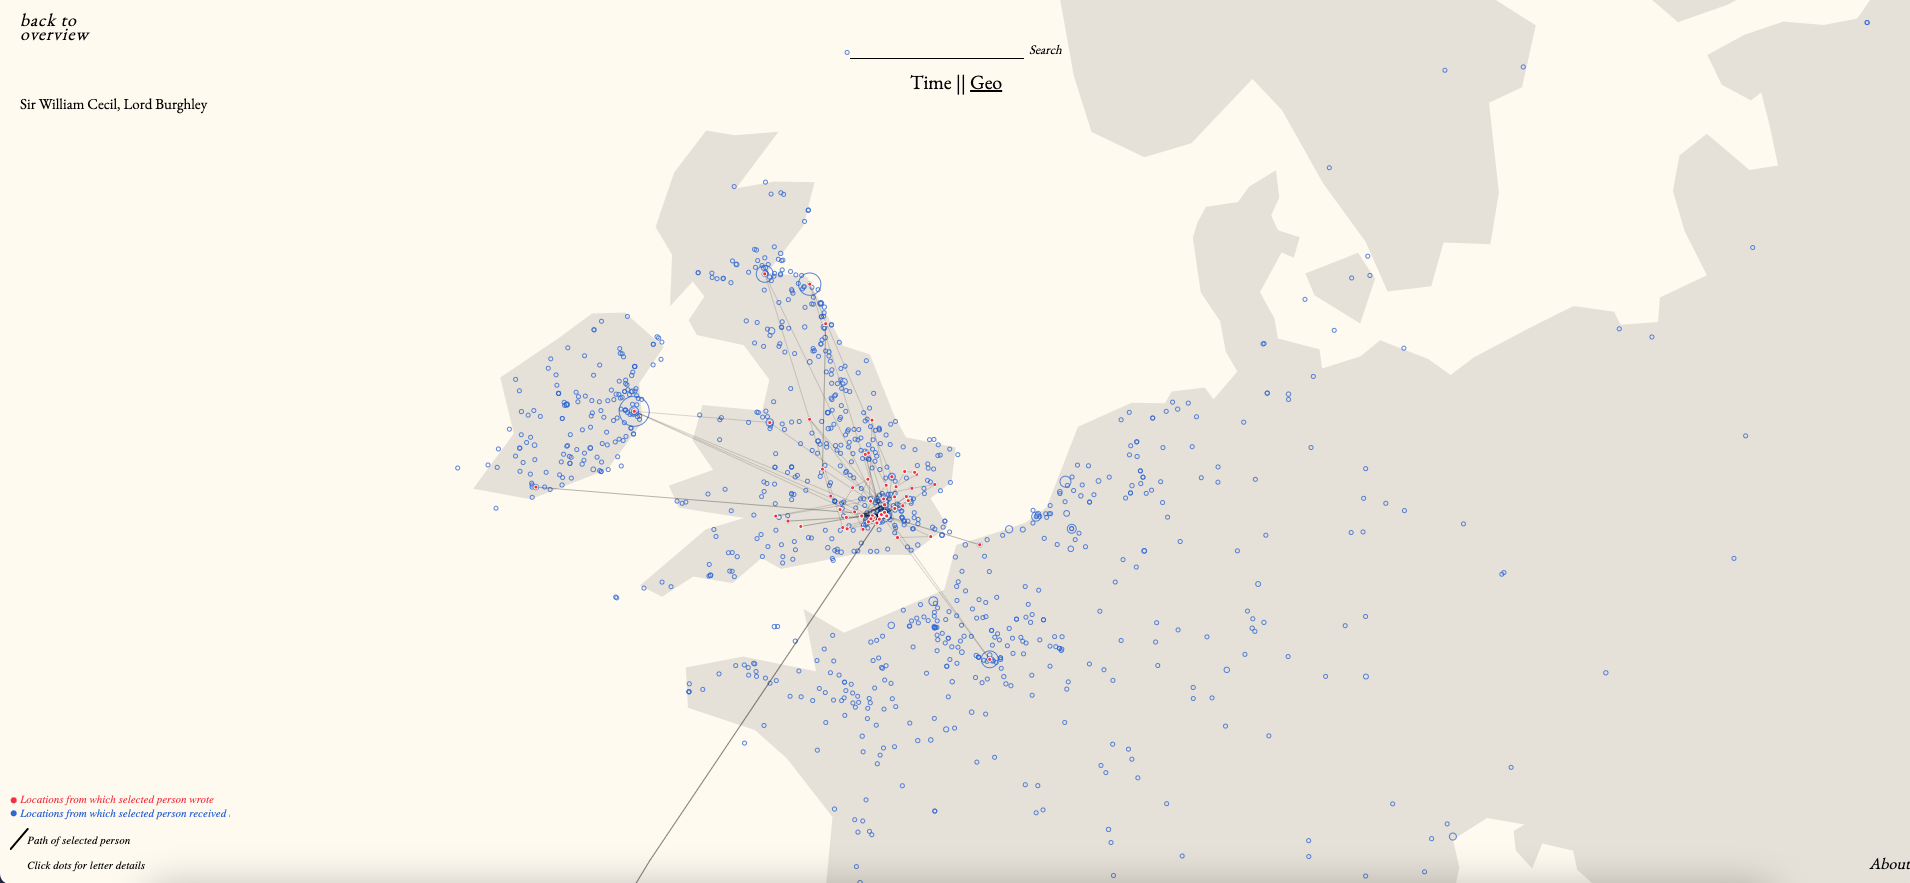 back to
overview
Search
Time || Geo
Sir William Cecil, Lord Burghley
Locations from which selected person wrote
Locations from which selected person received
Path of selected person
Click dots for letter details
About